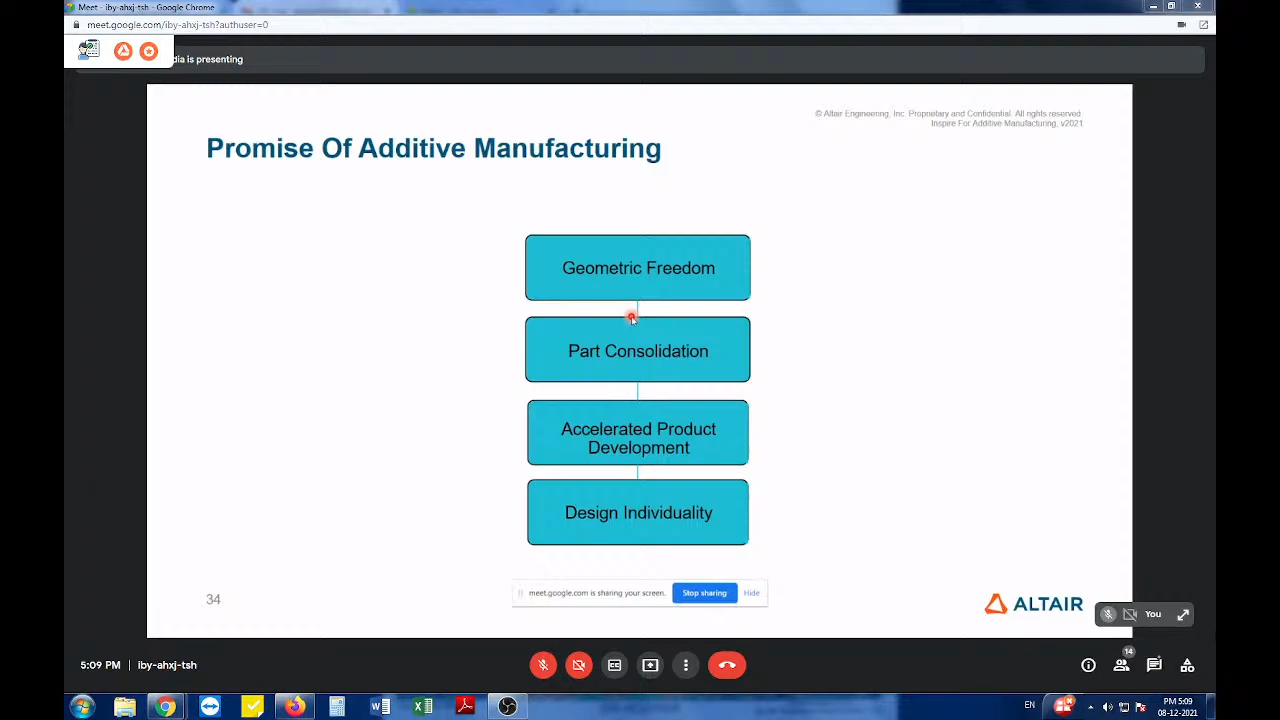 Meet - iby-ahxj-tsh - Google Chrome
meet.google.com/iby-ahxj-tsh?authuser=0
dia is presenting
© Altair Engineering, Inc. Proprietary and Confidential. All rights reserved
Inspire For Additive Manufacturing, v2021
Promise Of Additive Manufacturing
Geometric Freedom
Part Consolidation
Accelerated Product
Development
Design Individuality
meet.google.com is sharing your screen.
Stop sharing
Hide
34
ALTAIR
You
5:09 PM
iby-ahxj-tsh
14
EN
PM 5:09
08-12-2021